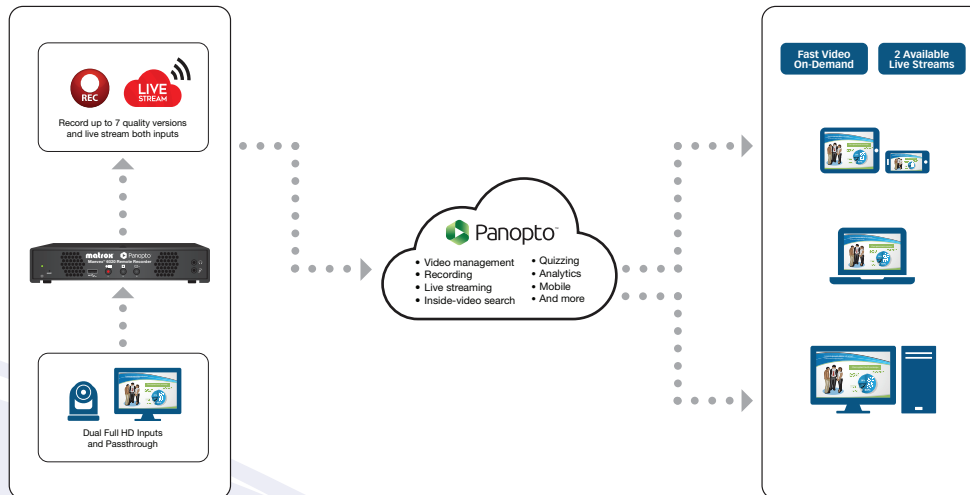 REC
LIVE
STREAM
Record up to 7 quality versions
and live stream both inputs
matrox Panopto
Dual Full HD Inputs
and Passthrough
Panopto™
• Video management
• Recording
• Live streaming
• Inside-video search
• Quizzing
• Analytics
• Mobile
• And more
Fast Video
On-Demand
2 Available
Live Streams